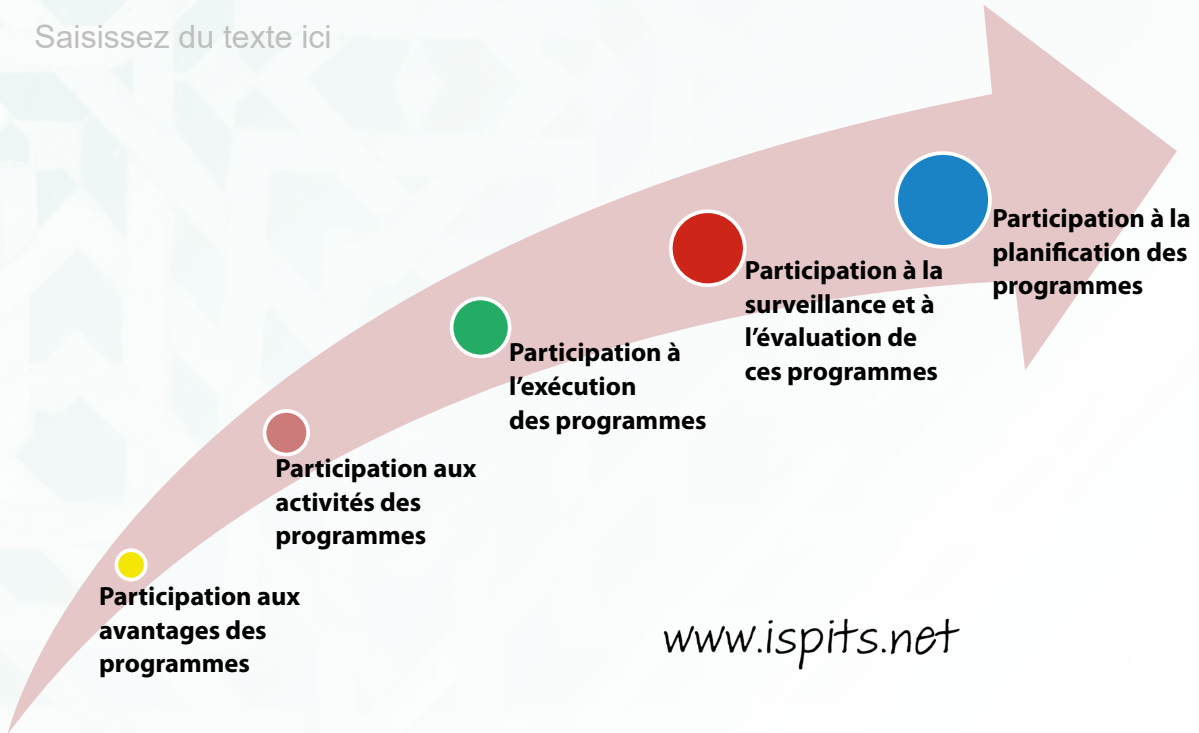 Saisissez du texte ici
Participation à la
planification des
programmes
Participation à la
surveillance et à
l’évaluation de
ces programmes
Participation à
l’exécution
des programmes
Participation aux
activités des
programmes
Participation aux
avantages des
programmes
www.ispits.net